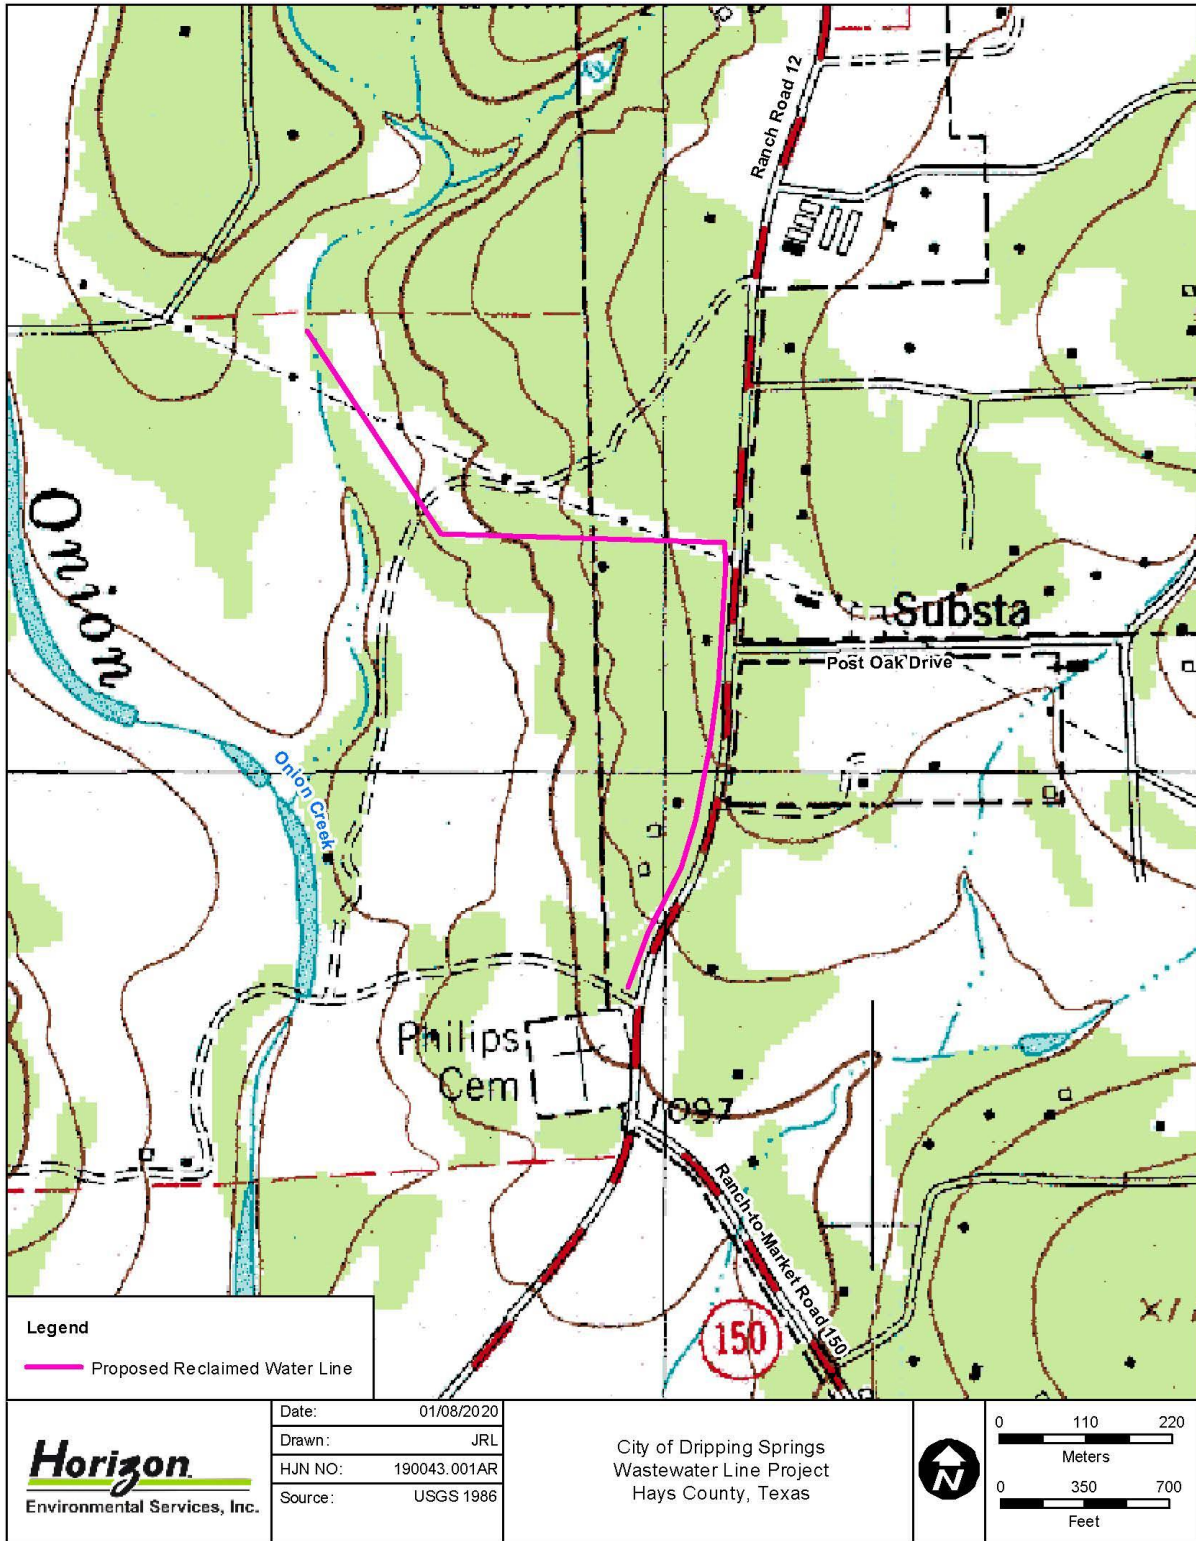 Ranch Road 12
Onion
Substa
Post Oak Drive
Onion Creek
Philips
Cem
1097
Ranch-to-Market Road 150
150
Legend
Proposed Reclaimed Water Line
Horizon
Environmental Services, Inc.
Date: 01/08/2020
Drawn: JRL
HJN NO: 190043.001AR
Source: USGS 1986
City of Dripping Springs
Wastewater Line Project
Hays County, Texas
N
0 110 220
Meters
0 350 700
Feet